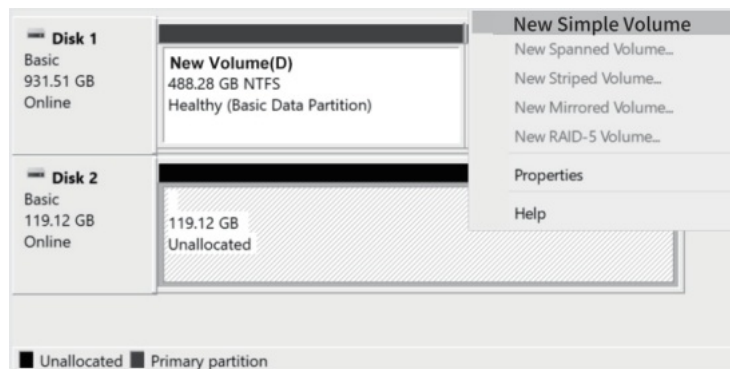 Disk 1
Basic
931.51 GB
Online
New Volume(D)
488.28 GB NTFS
Healthy (Basic Data Partition)
New Simple Volume
New Spanned Volume...
New Striped Volume...
New Mirrored Volume...
New RAID-5 Volume...
Properties
Help
Disk 2
Basic
119.12 GB
Online
119.12 GB
Unallocated
Unallocated
Primary partition